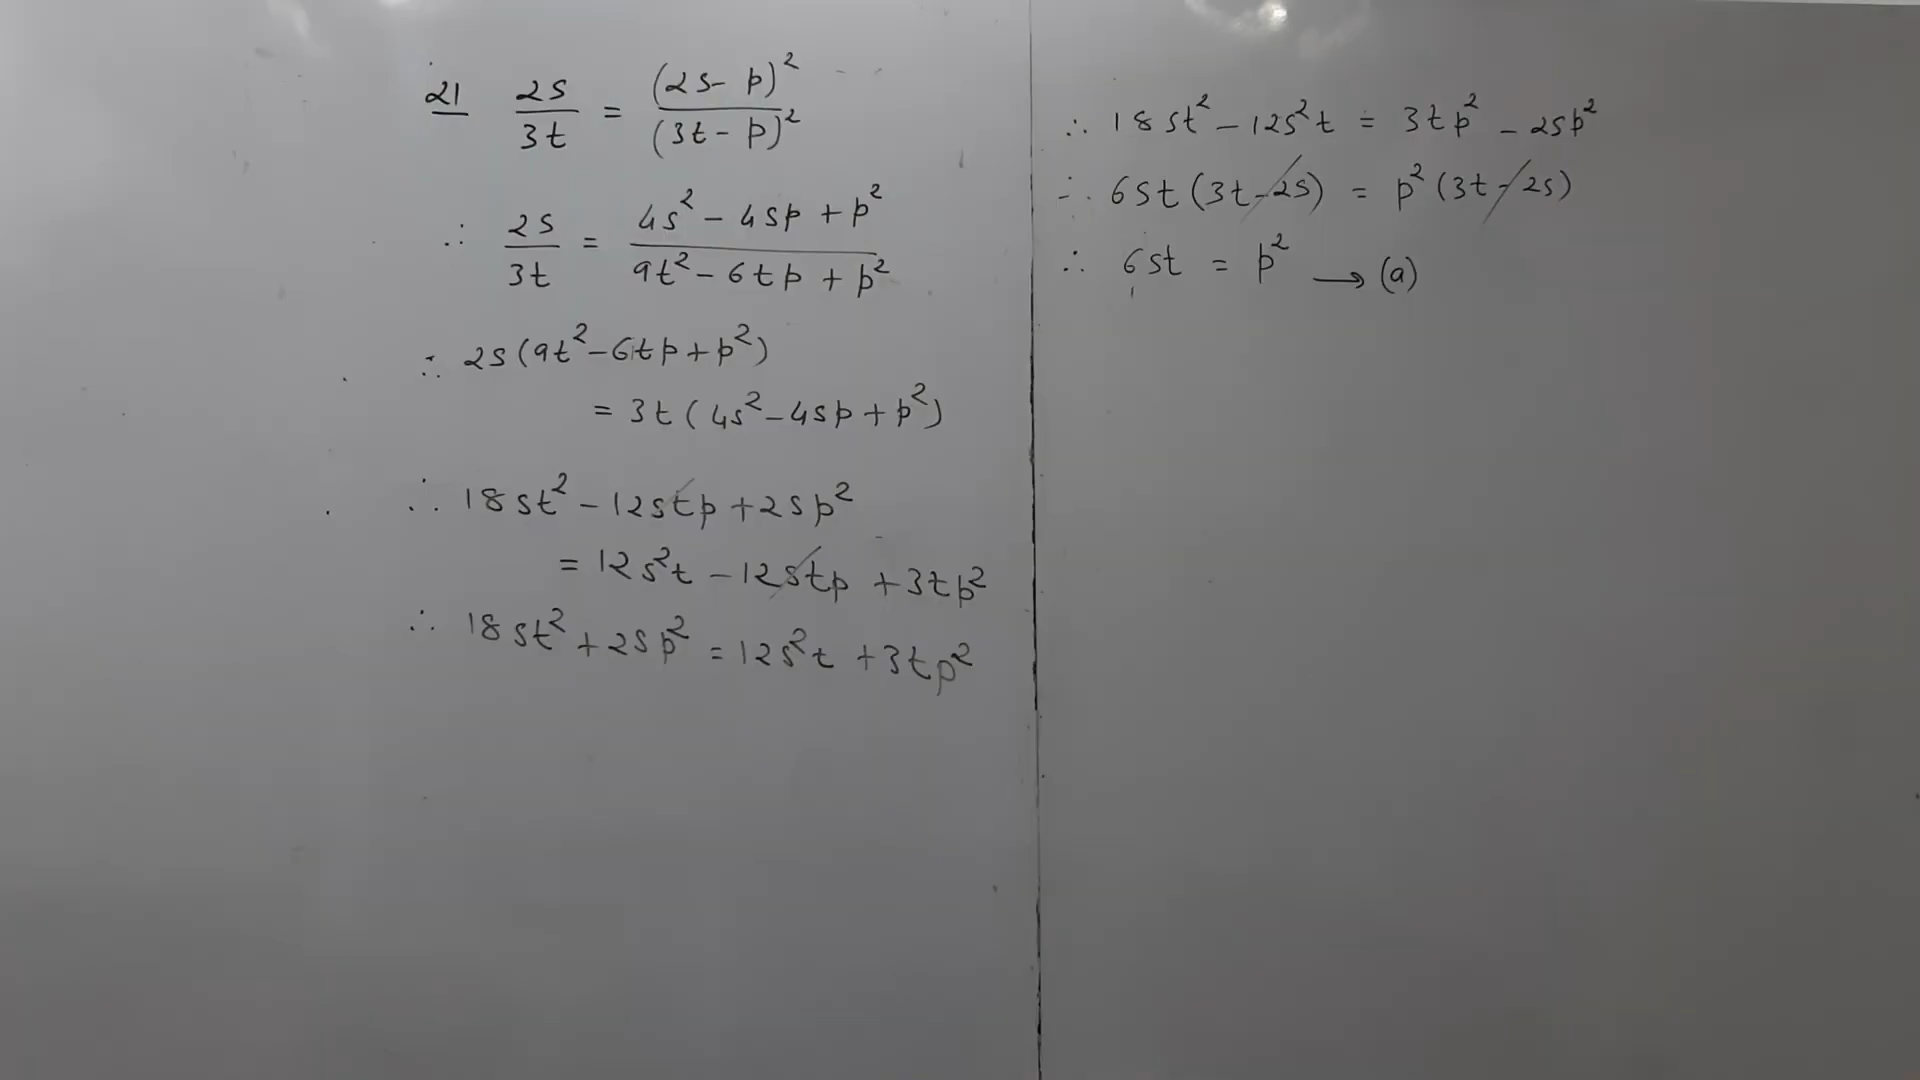 21 2s/3t = (2s - p)²/(3t - p)²
∴ 2s/3t = 4s² - 4sp + p²/9t² - 6tp + p²
∴ 2s(9t² - 6tp + p²)
= 3t(4s² - 4sp + p²)
∴ 18st² - 12stp + 2sp²
= 12s²t - 12stp + 3tp²
∴ 18st² + 2sp² = 12s²t + 3tp²
∴ 18st² - 12s²t = 3tp² - 2sp²
∴ 6st(3t - 2s) = p²(3t - 2s)
∴ 6st = p² → (a)